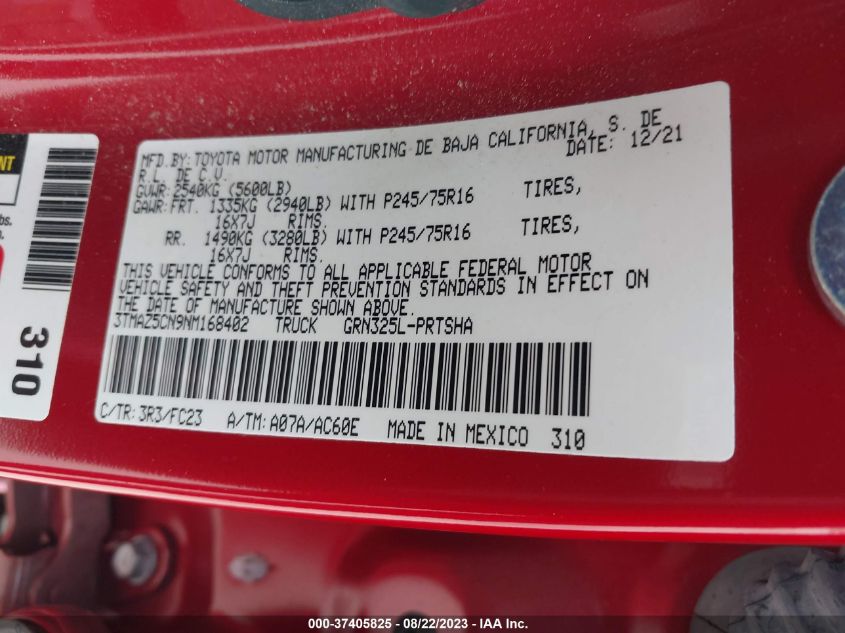 MFD.BY: TOYOTA MOTOR MANUFACTURING DE BAJA CALIFORNIA, S. DE
R.L. DE C.V. DATE: 12/21
GVWR: 2540KG (5600LB)
GAWR: FRT. 1335KG (2940LB) WITH P245/75R16 TIRES,
16X7J RIMS.
RR. 1490KG (3280LB) WITH P245/75R16 TIRES,
16X7J RIMS.
THIS VEHICLE CONFORMS TO ALL APPLICABLE FEDERAL MOTOR
VEHICLE SAFETY AND THEFT PREVENTION STANDARDS IN EFFECT ON
THE DATE OF MANUFACTURE SHOWN ABOVE.
3TMAZ5CN9NM168402 TRUCK GRN325L-PRTSHA
C/TR: 3R3/FC23 A/TM: A07A/AC60E MADE IN MEXICO 310
NT
bs.
310
000-37405825 - 08/22/2023 - IAA Inc.